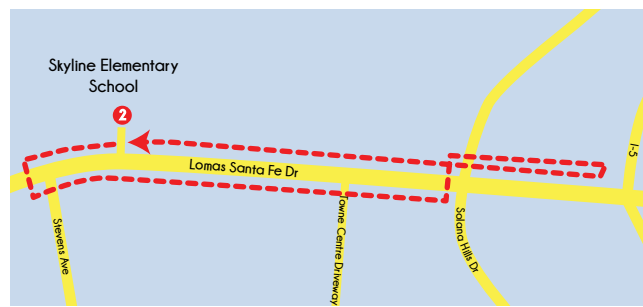 Skyline Elementary
School
2
Lomas Santa Fe Dr
I-5
Stevens Ave
Towne Centre Driveway
Solana Hills Dr